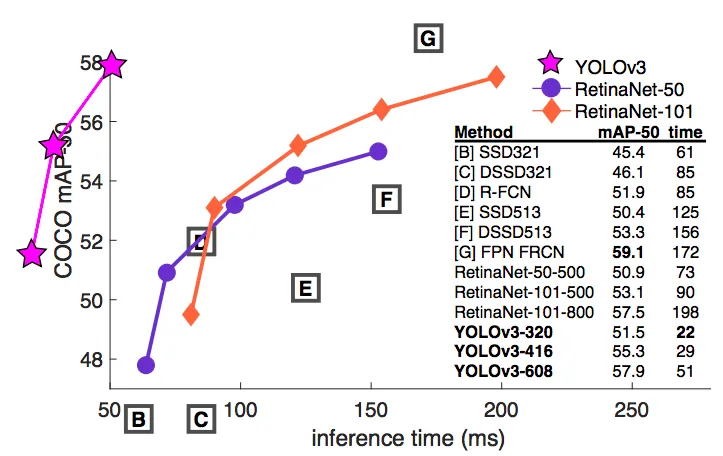 G
58
YOLOv3
RetinaNet-50
RetinaNet-101
56
Method mAP-50 time
[B] SSD321 45.4 61
[C] DSSD321 46.1 85
[D] R-FCN 51.9 85
[E] SSD513 50.4 125
[F] DSSD513 53.3 156
[G] FPN FRCN 59.1 172
RetinaNet-50-500 50.9 73
RetinaNet-101-500 53.1 90
RetinaNet-101-800 57.5 198
YOLOv3-320 51.5 22
YOLOv3-416 55.3 29
YOLOv3-608 57.9 51
COCO mAP-50
54
F
52
D
E
50
48
50 100 150 200 250
B
C
inference time (ms)